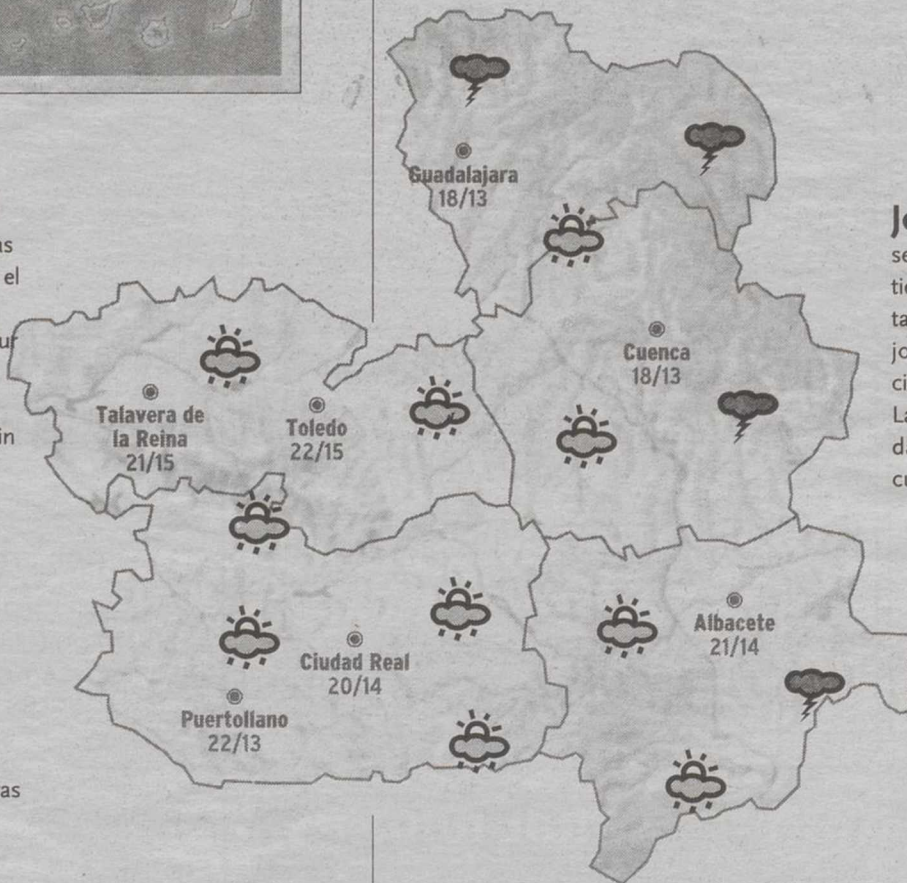 Guadalajara
18/13
el
Cuenca
18/13
Talavera de
la Reina
21/15
Toledo
22/15
Albacete
21/14
Ciudad Real
20/14
Puertollano
22/13